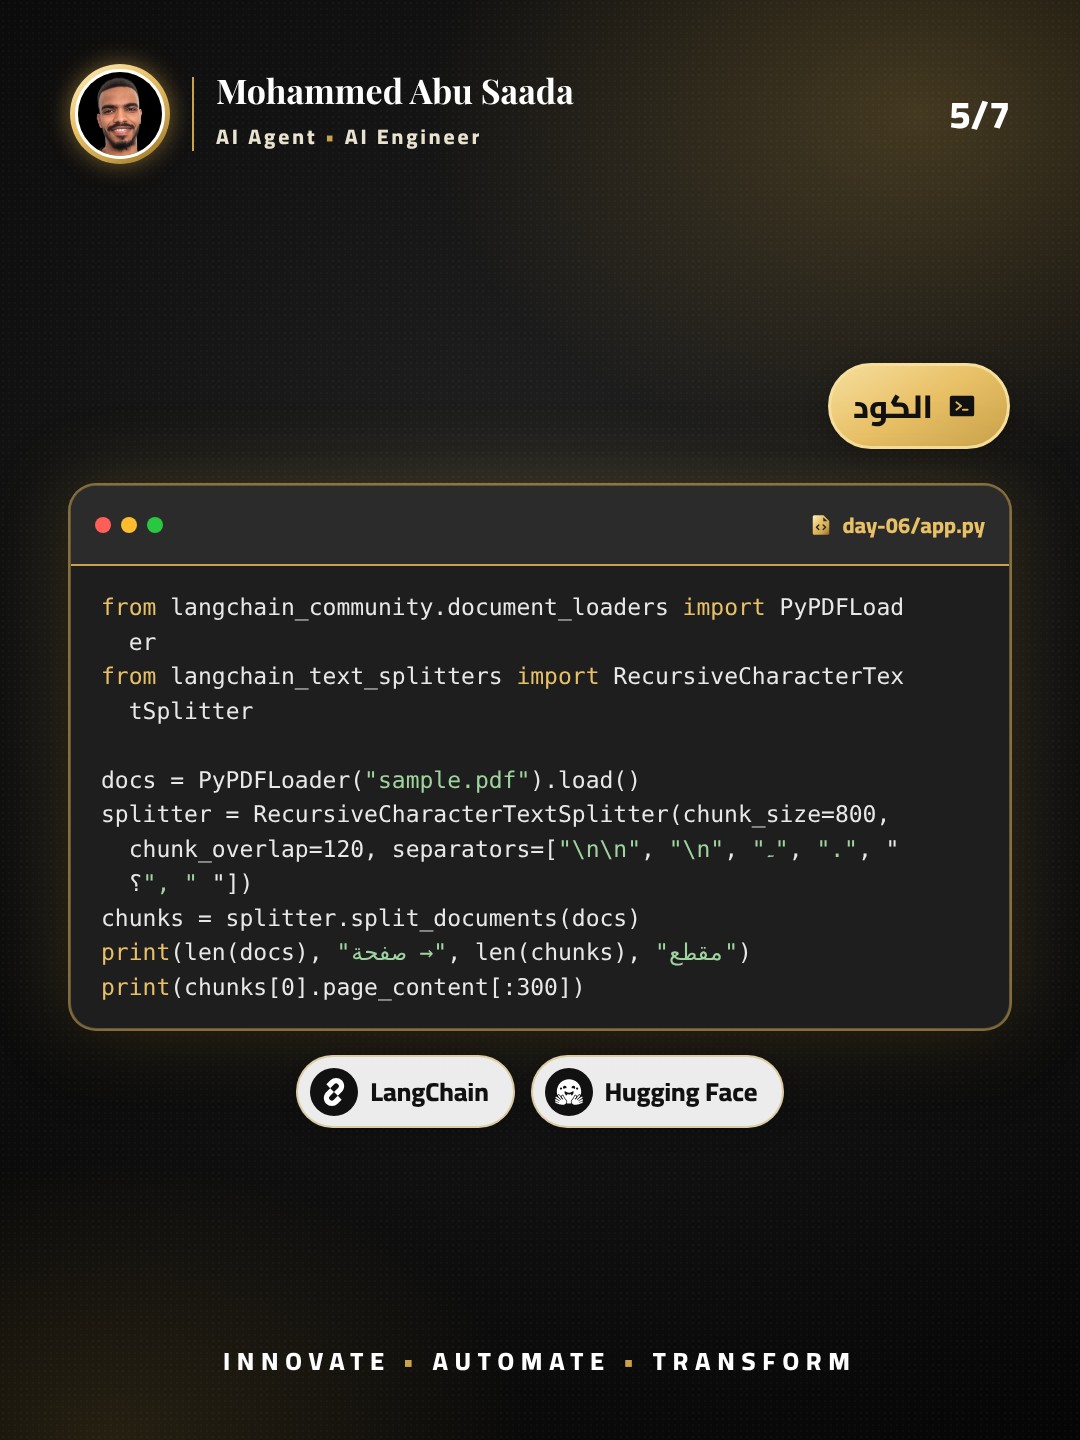 Mohammed Abu Saada
AI Agent ▪ AI Engineer
5/7
الكود
day-06/app.py
from langchain_community.document_loaders import PyPDFLoad
er
from langchain_text_splitters import RecursiveCharacterTex
tSplitter
docs = PyPDFLoader("sample.pdf").load()
splitter = RecursiveCharacterTextSplitter(chunk_size=800,
chunk_overlap=120, separators=["\n\n", "\n", "۔", ".", "
؟", " "])
chunks = splitter.split_documents(docs)
print(len(docs), "صفحة →", len(chunks), "مقطع")
print(chunks[0].page_content[:300])
LangChain
Hugging Face
INNOVATE ▪ AUTOMATE ▪ TRANSFORM